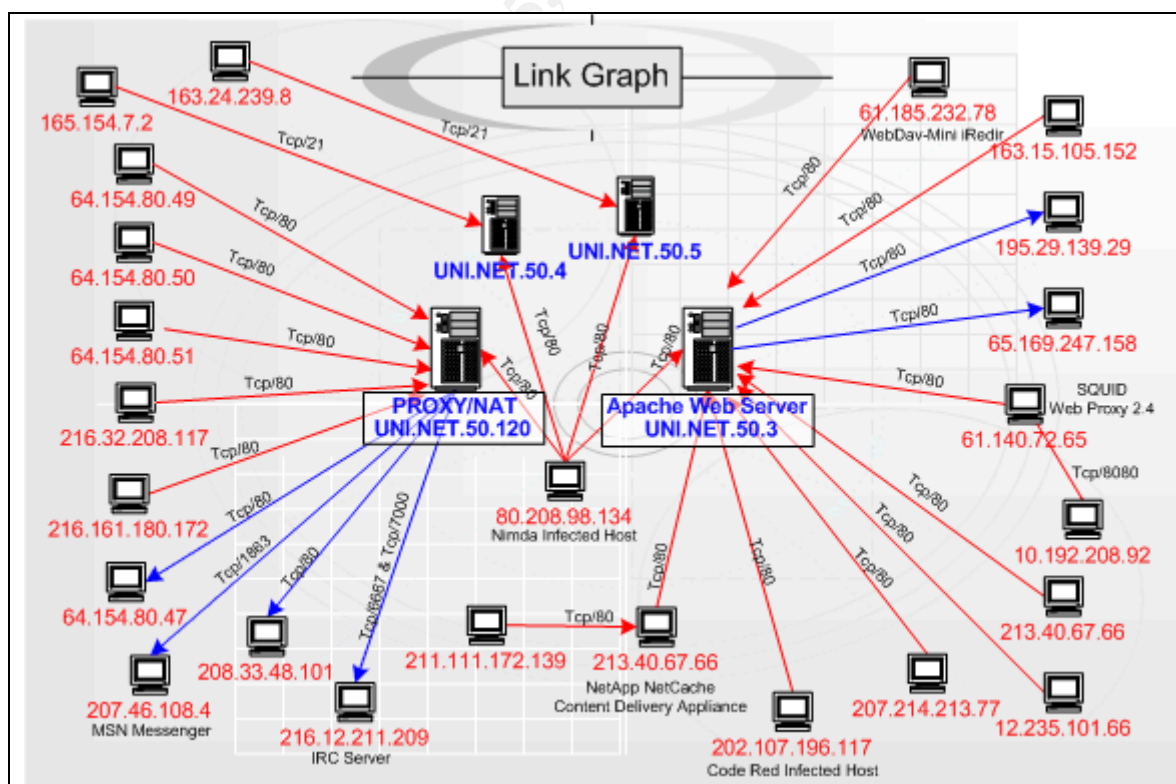 Link Graph
163.24.239.8
165.154.7.2
Tcp/21
Tcp/21
61.185.232.78
WebDav-Mini iRedir
163.15.105.152
64.154.80.49
Tcp/80
Tcp/80
Tcp/80
195.29.139.29
64.154.80.50
Tcp/80
UNI.NET.50.4
UNI.NET.50.5
Tcp/80
64.154.80.51
Tcp/80
Tcp/80
Tcp/80
Tcp/80
Tcp/80
65.169.247.158
216.32.208.117
Tcp/80
PROXY/NAT
UNI.NET.50.120
Apache Web Server
UNI.NET.50.3
Tcp/80
SQUID
Web Proxy 2.4
61.140.72.65
216.161.180.172
Tcp/80
80.208.98.134
Nimda Infected Host
Tcp/8080
10.192.208.92
64.154.80.47
Tcp/80
Tcp/1863
Tcp/80
Tcp/6687 & Tcp/7000
Tcp/80
Tcp/80
Tcp/80
Tcp/80
Tcp/80
213.40.67.66
207.46.108.4
MSN Messenger
208.33.48.101
216.12.211.209
IRC Server
211.111.172.139
Tcp/80
213.40.67.66
NetApp NetCache
Content Delivery Appliance
202.107.196.117
Code Red Infected Host
207.214.213.77
12.235.101.66